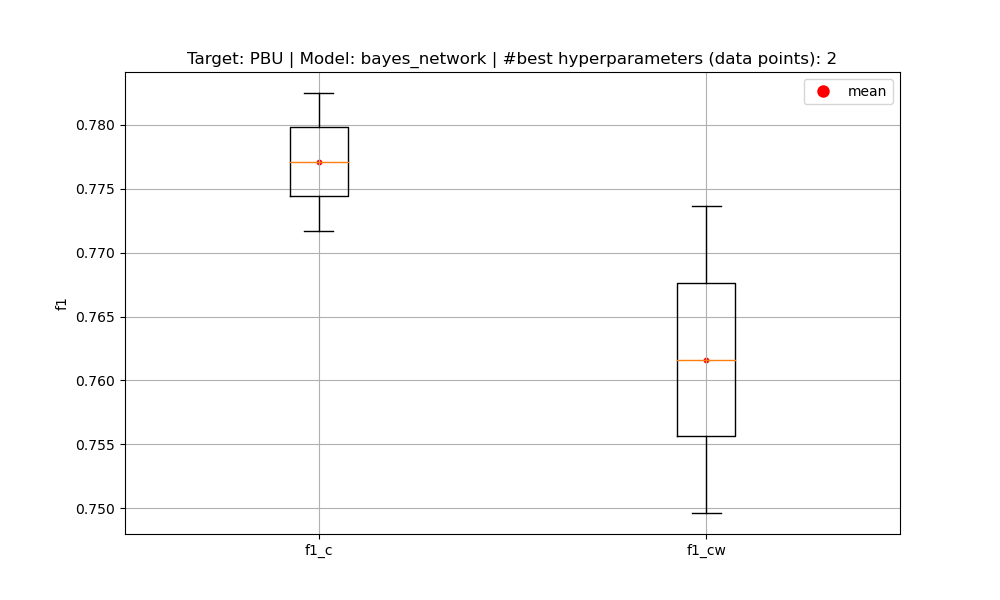 Target: PBU | Model: bayes_network | #best hyperparameters (data points): 2
mean
0.780
0.775
0.770
0.765
0.760
0.755
0.750
f1
f1_c
f1_cw